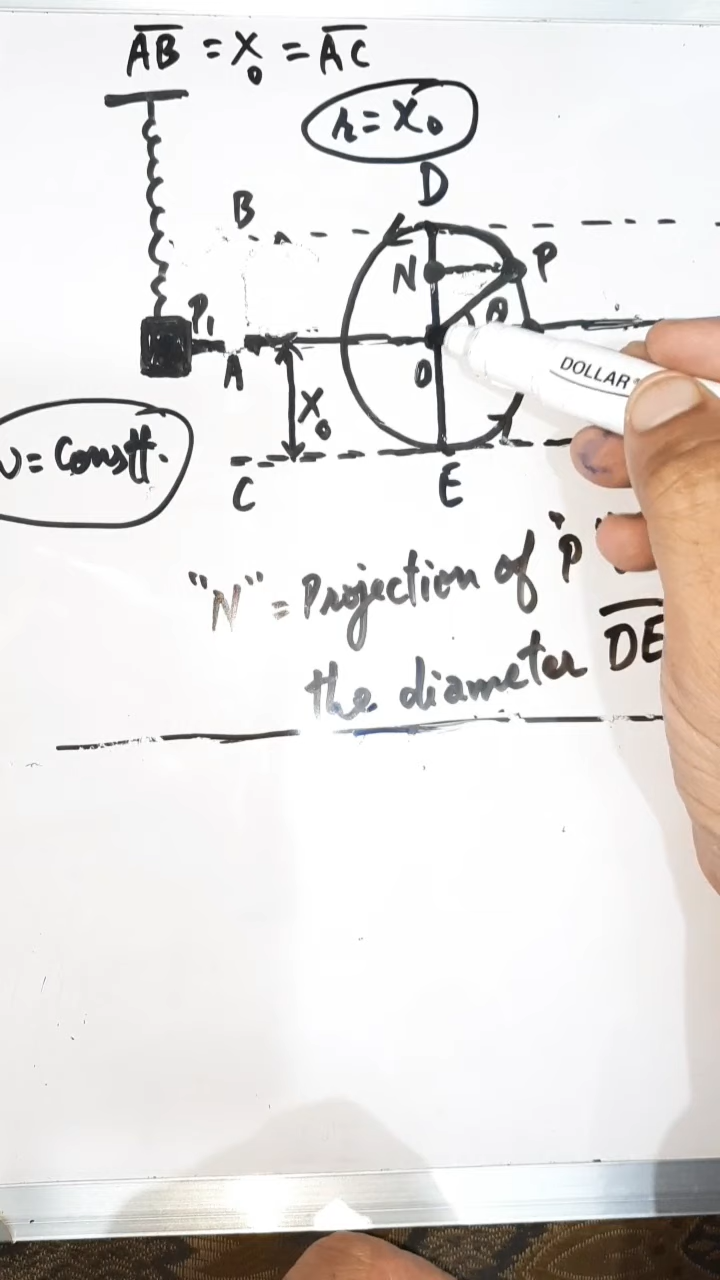 AB = X₀ = AC
r = X₀
D
B
N
P
P₁
θ
A
O
DOLLAR
X₀
= Constt.
C
E
"N" = Projection of "P"
the diameter DE